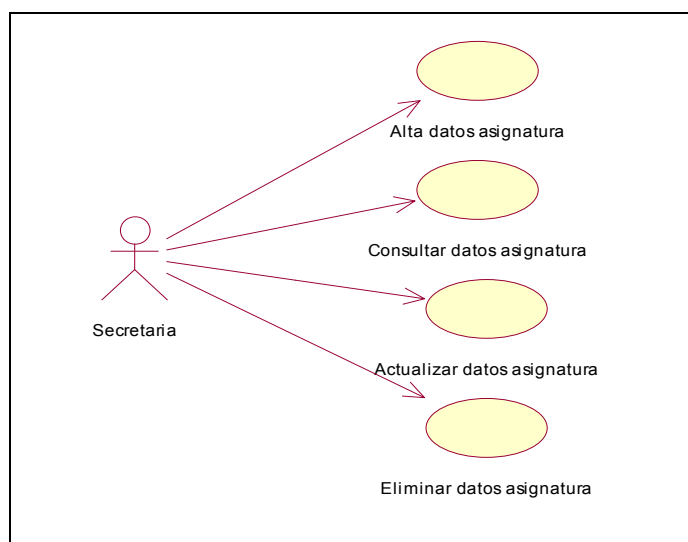 Alta datos asignatura
Consultar datos asignatura
Secretaria
Actualizar datos asignatura
Eliminar datos asignatura